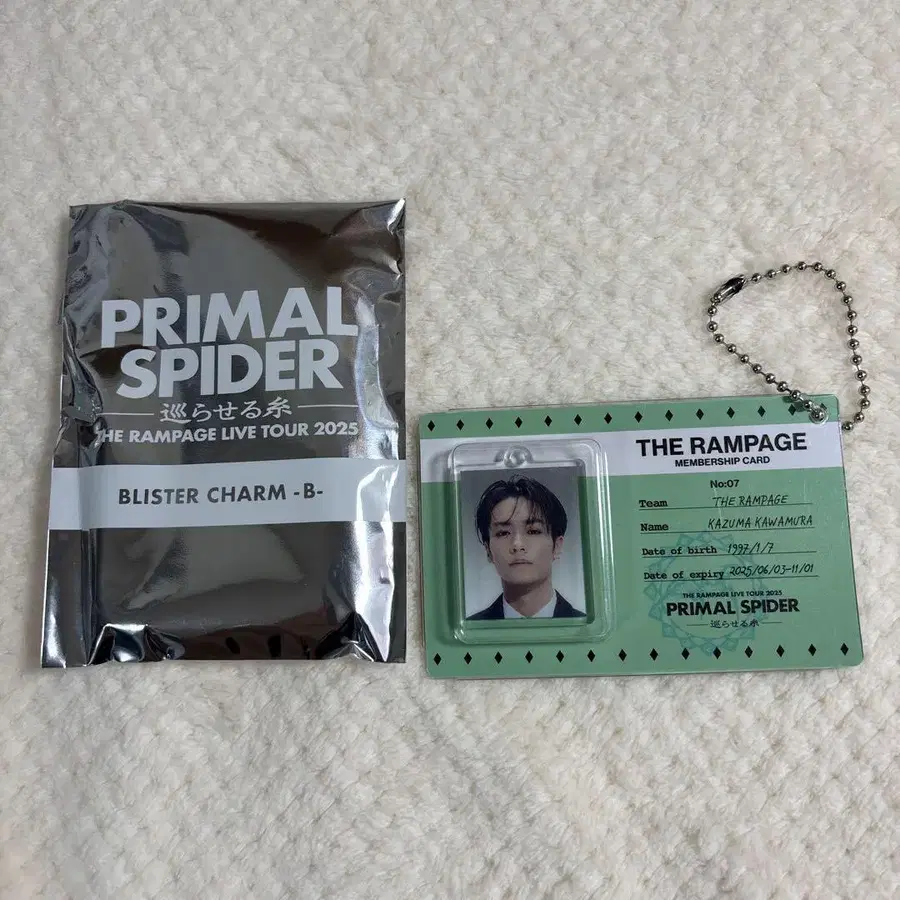 PRIMAL
SPIDER
巡らせる糸
THE RAMPAGE LIVE TOUR 2025
BLISTER CHARM -B-
THE RAMPAGE
MEMBERSHIP CARD
No:07
Team THE RAMPAGE
Name KAZUMA KAWAMURA
Date of birth 1997/1/7
Date of expiry 2025/06/03-11/01
THE RAMPAGE LIVE TOUR 2025
PRIMAL SPIDER
巡らせる糸